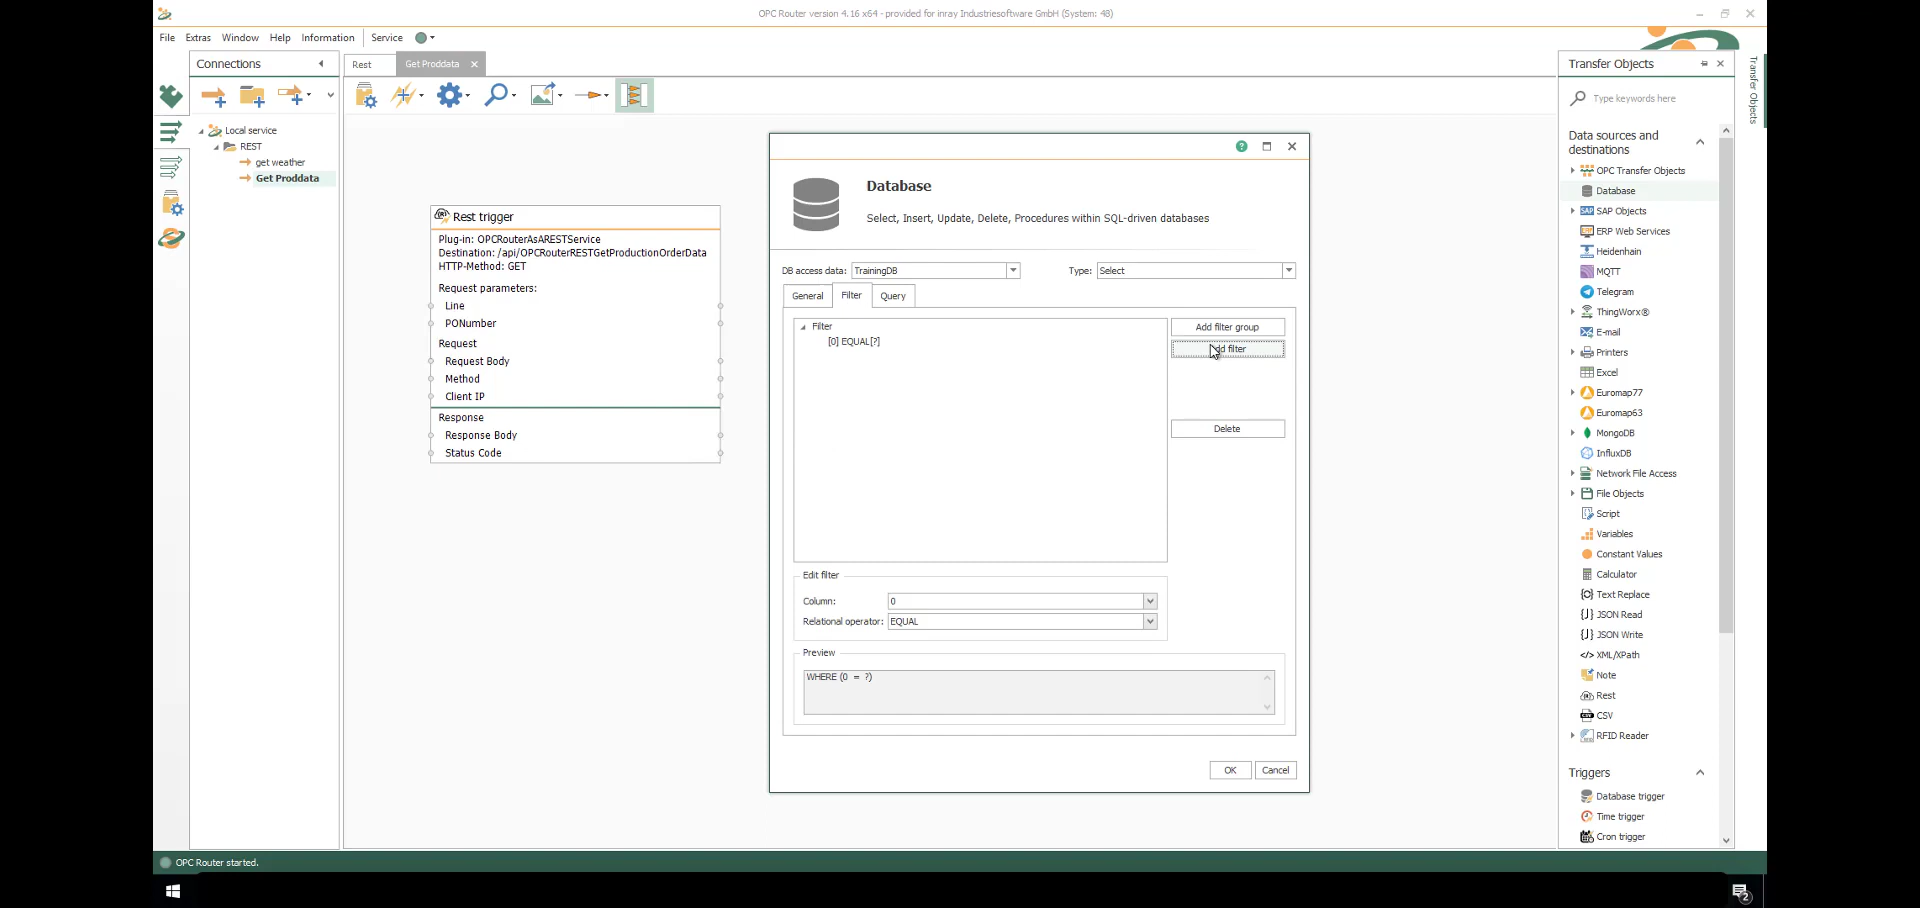 OPC Router version 4.16 x64 - provided for inray Industriesoftware GmbH (System: 48)
File Extras Window Help Information Service
Connections
Rest
Get Proddata
Local service
REST
get weather
Get Proddata
Rest trigger
Plug-in: OPCRouterAsARESTService
Destination: /api/OPCRouterRESTGetProductionOrderData
HTTP-Method: GET
Request parameters:
Line
PONumber
Request
Request Body
Method
Client IP
Response
Response Body
Status Code
?
Database
Select, Insert, Update, Delete, Procedures within SQL-driven databases
DB access data: TrainingDB
Type: Select
General Filter Query
Filter
[0] EQUAL[?]
Add filter group
filter
Delete
Edit filter
Column: 0
Relational operator: EQUAL
Preview
WHERE (0 = ?)
OK Cancel
Transfer Objects
Type keywords here
Data sources and
destinations
OPC Transfer Objects
Database
SAP Objects
ERP Web Services
Heidenhain
MQTT
Telegram
ThingWorx®
E-mail
Printers
Excel
Euromap77
Euromap63
MongoDB
InfluxDB
Network File Access
File Objects
Script
Variables
Constant Values
Calculator
Text Replace
JSON Read
JSON Write
XML/XPath
Note
Rest
CSV
RFID Reader
Triggers
Database trigger
Time trigger
Cron trigger
Transfer Objects
OPC Router started.
2